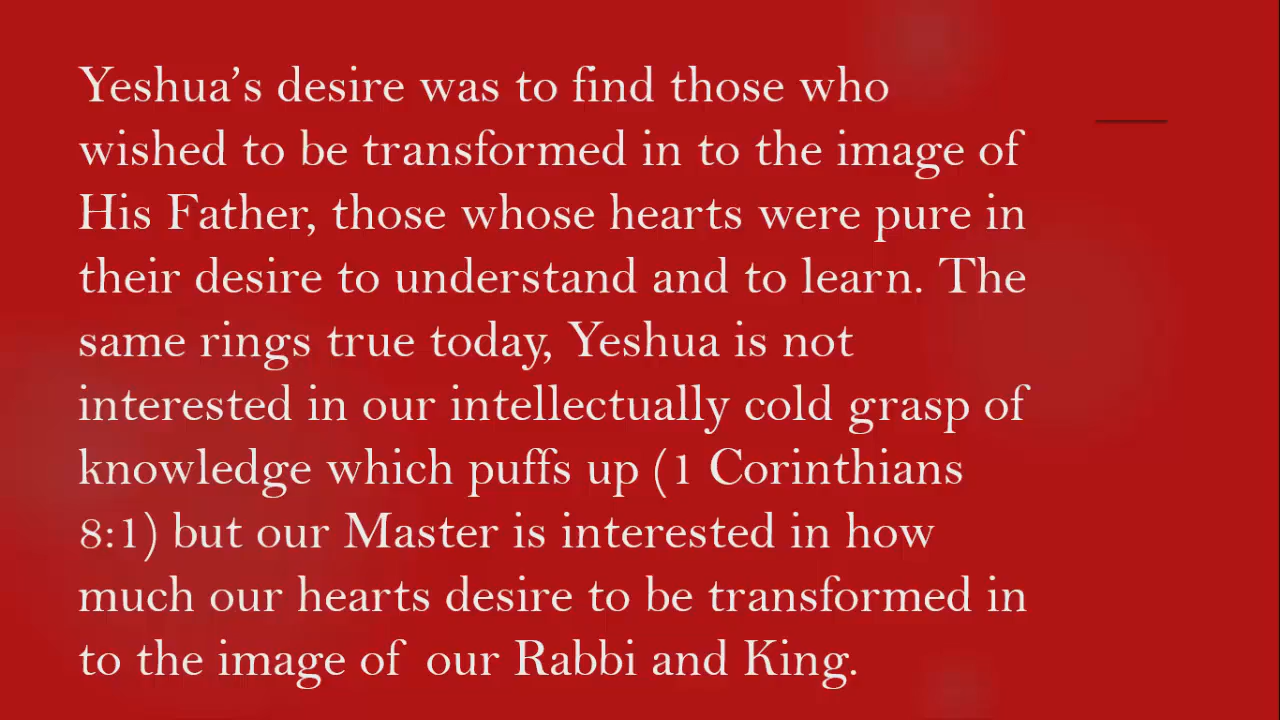 Yeshua’s desire was to find those who
wished to be transformed in to the image of
His Father, those whose hearts were pure in
their desire to understand and to learn. The
same rings true today, Yeshua is not
interested in our intellectually cold grasp of
knowledge which puffs up (1 Corinthians
8:1) but our Master is interested in how
much our hearts desire to be transformed in
to the image of  our Rabbi and King.